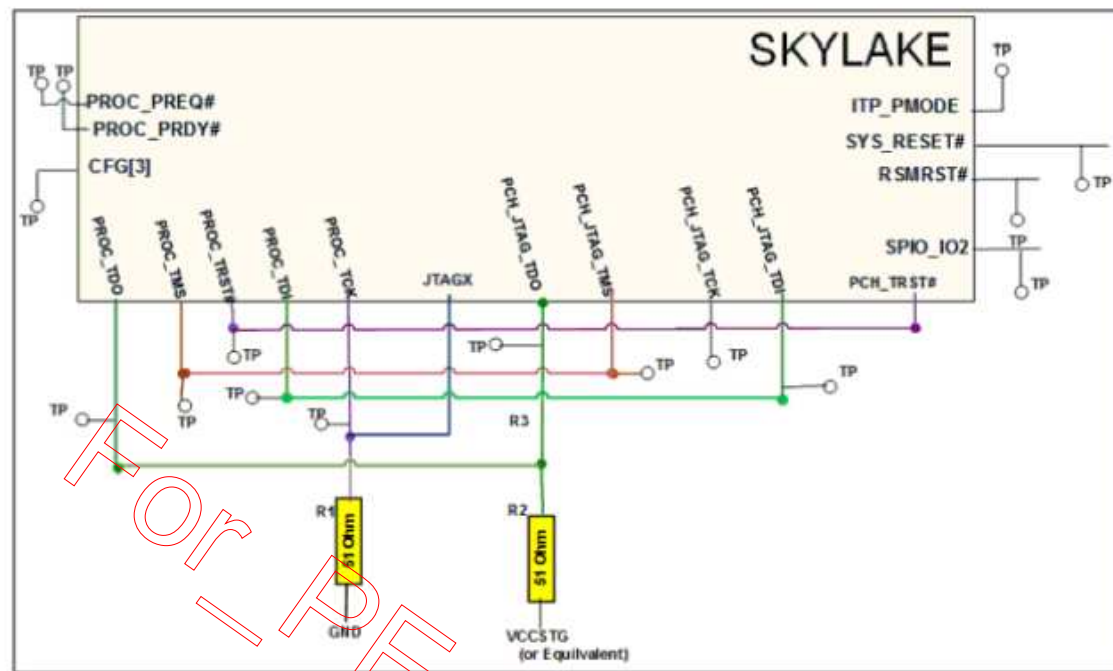 SKYLAKE
TP
TP
TP
PROC_PREQ#
PROC_PRDY#
CFG[3]
TP
ITP_PMODE
SYS_RESET#
RSMRST#
TP
TP
SPIO_IO2
TP
PCH_TRST#
PROC_TDO
PROC_TMS
PROC_TRST#
PROC_TDI
PROC_TCK
JTAGX
PCH_JTAG_TDO
PCH_JTAG_TMS
PCH_JTAG_TCK
PCH_JTAG_TDI
TP
TP
TP
TP
TP
TP
TP
TP
TP
R3
R1
51 Ohm
GND
R2
51 Ohm
VCCSTG
(or Equilvalent)
For_PE